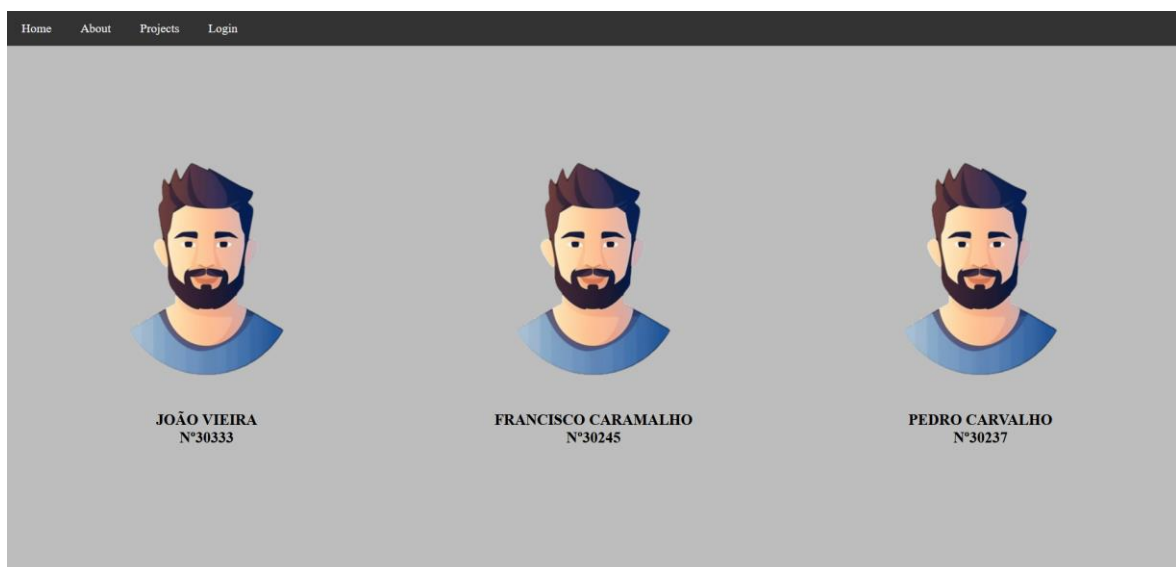 Home About Projects Login
JOÃO VIEIRA
Nº30333
FRANCISCO CARAMALHO
Nº30245
PEDRO CARVALHO
Nº30237